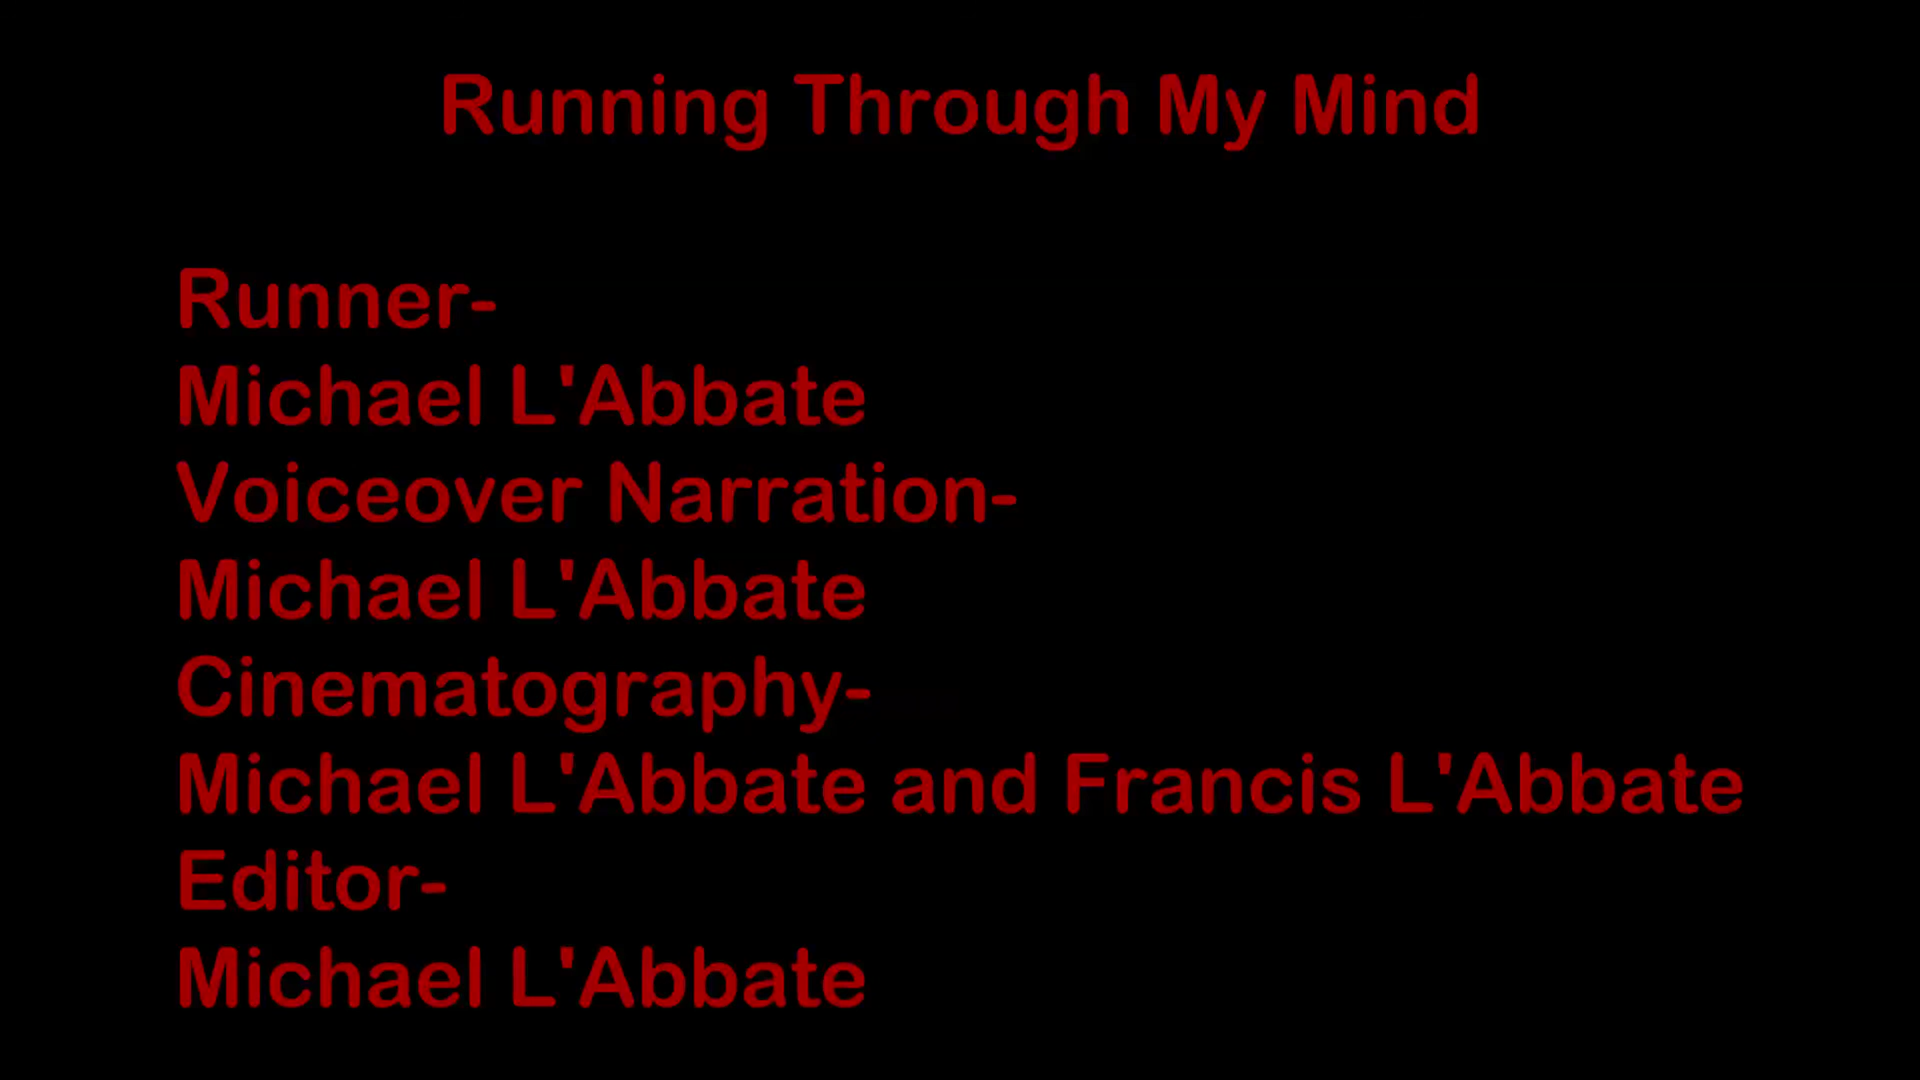 Running Through My Mind
Runner-
Michael L'Abbate
Voiceover Narration-
Michael L'Abbate
Cinematography-
Michael L'Abbate and Francis L'Abbate
Editor-
Michael L'Abbate